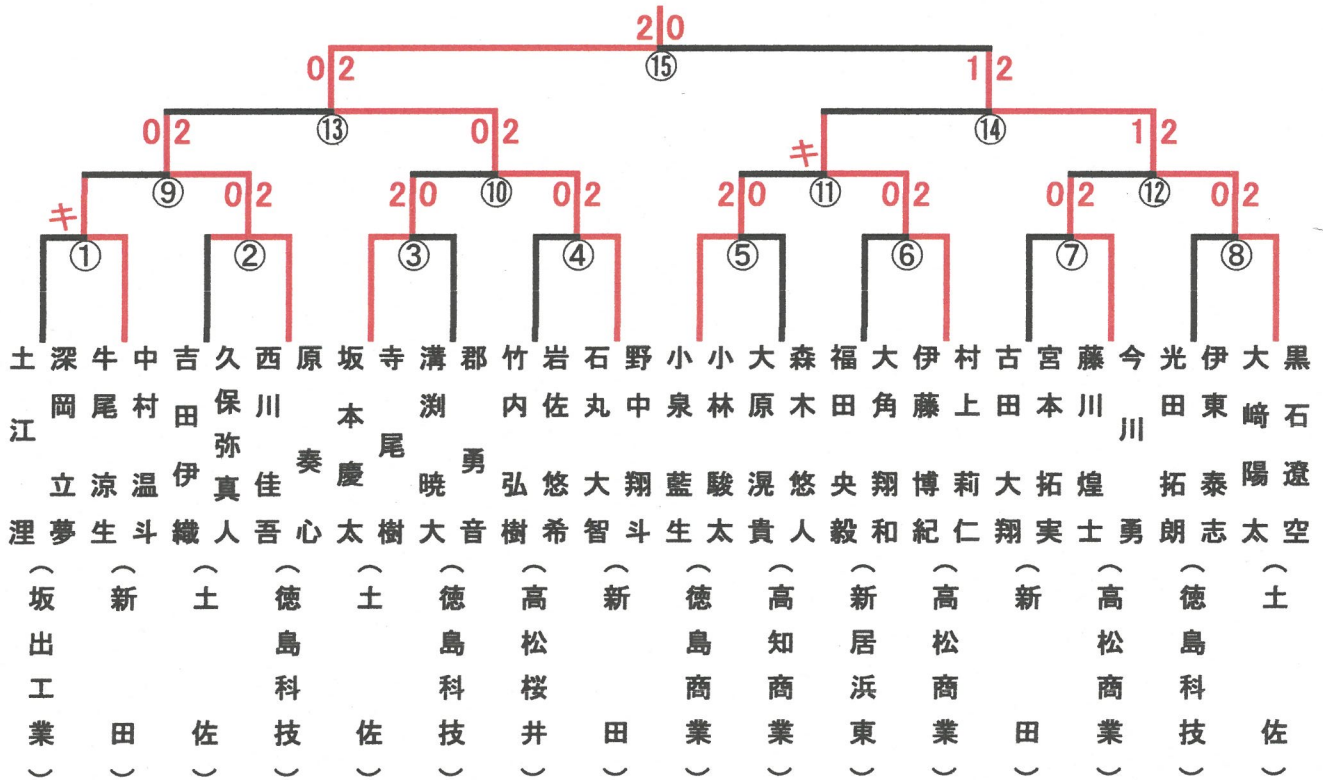 2 0
⑮
0 2
1 2
⑬
⑭
0 2
0 2
キ
1 2
⑨
⑩
⑪
⑫
キ
0 2
2 0
0 2
2 0
0 2
0 2
0 2
①
②
③
④
⑤
⑥
⑦
⑧
土江浬
深岡立夢
(坂出工業)
牛尾涼生
中村温斗
(新田)
吉田伊織
久保弥真人
(土佐)
西川佳吾
原奏心
(徳島科技)
坂本慶太
寺尾樹
(土佐)
溝渕暁大
郡勇音
(徳島科技)
竹内弘樹
岩佐悠希
(高松桜井)
石丸大智
野中翔斗
(新田)
小泉藍生
小林駿太
(徳島商業)
大原滉貴
森木悠人
(高知商業)
福田央毅
大角翔和
(新居浜東)
伊藤博紀
村上莉仁
(高松商業)
古田大翔
宮本拓実
(新田)
藤川煌士
今川勇
(高松商業)
光田拓朗
伊東泰志
(徳島科技)
大﨑陽太
黒石遼空
(土佐)